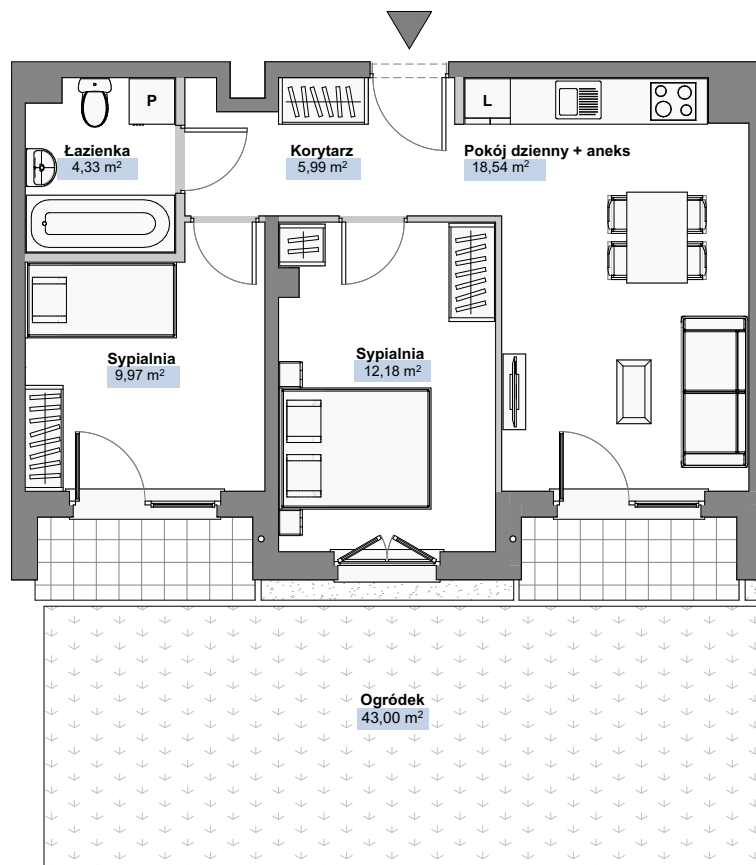 P
L
Łazienka
4,33 m²
Korytarz
5,99 m²
Pokój dzienny + aneks
18,54 m²
Sypialnia
9,97 m²
Sypialnia
12,18 m²
Ogródek
43,00 m²